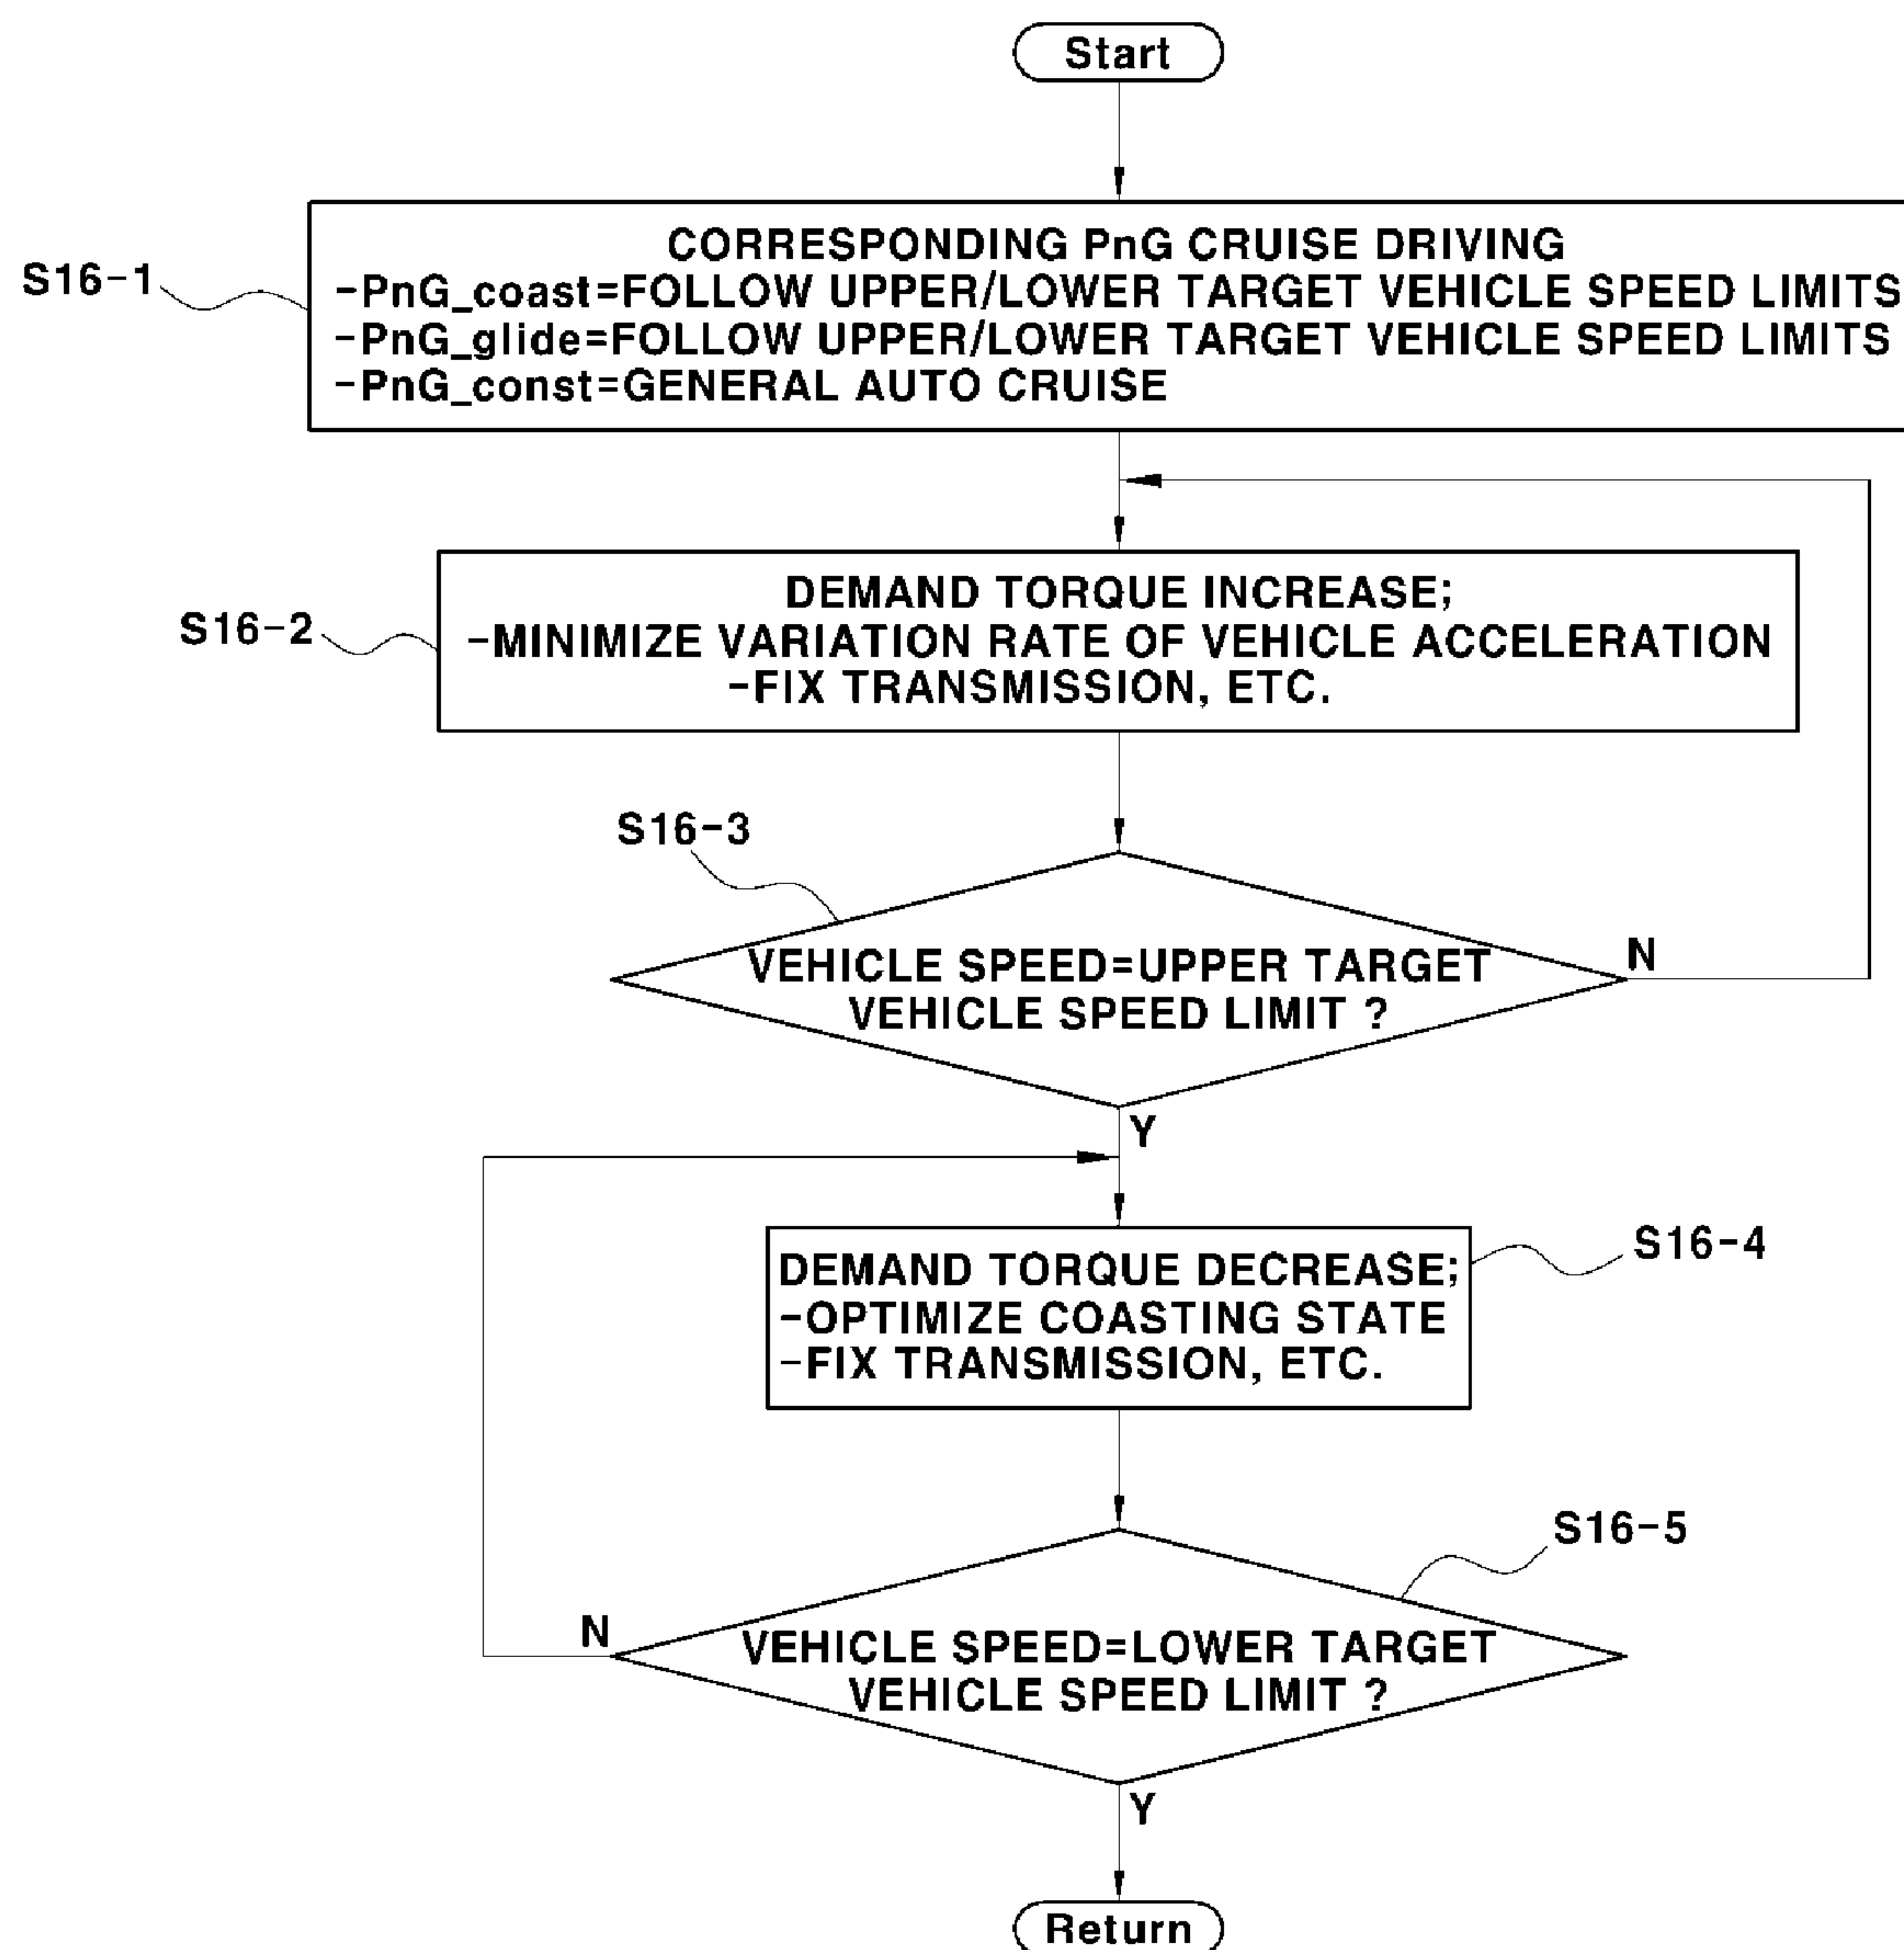 Start
S16-1
CORRESPONDING PnG CRUISE DRIVING
-PnG_coast=FOLLOW UPPER/LOWER TARGET VEHICLE SPEED LIMITS
-PnG_glide=FOLLOW UPPER/LOWER TARGET VEHICLE SPEED LIMITS
-PnG_const=GENERAL AUTO CRUISE
S16-2
DEMAND TORQUE INCREASE;
-MINIMIZE VARIATION RATE OF VEHICLE ACCELERATION
-FIX TRANSMISSION, ETC.
S16-3
VEHICLE SPEED=UPPER TARGET
VEHICLE SPEED LIMIT ?
N
Y
S16-4
DEMAND TORQUE DECREASE;
-OPTIMIZE COASTING STATE
-FIX TRANSMISSION, ETC.
S16-5
N
VEHICLE SPEED=LOWER TARGET
VEHICLE SPEED LIMIT ?
Y
Return